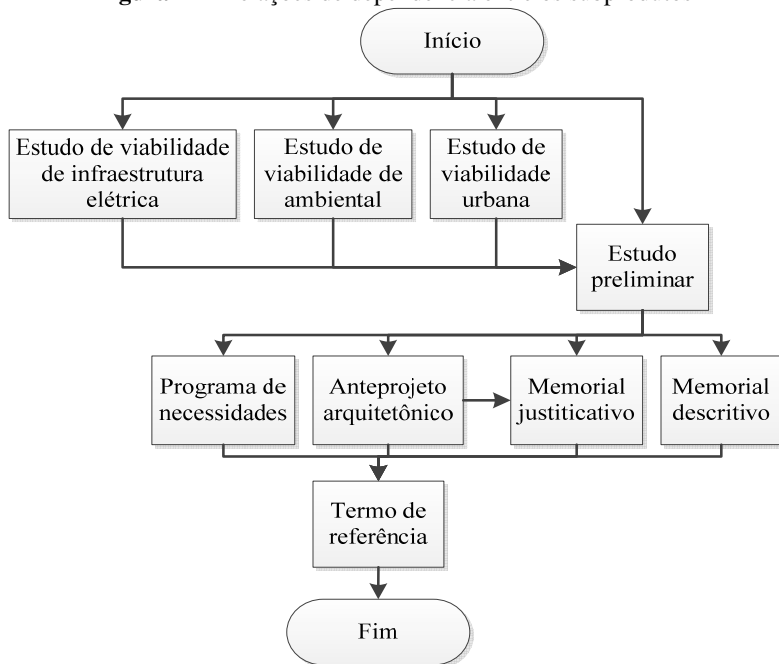 Início
Estudo de viabilidade
de infraestrutura
elétrica
Estudo de
viabilidade de
ambiental
Estudo de
viabilidade
urbana
Estudo
preliminar
Programa de
necessidades
Anteprojeto
arquitetônico
Memorial
justiticativo
Memorial
descritivo
Termo de
referência
Fim